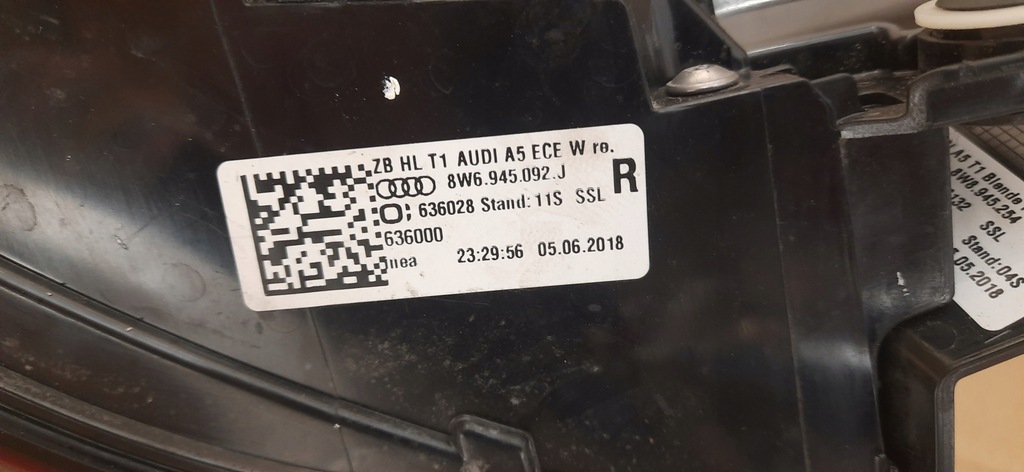 ZB HL T1 AUDI A5 ECE W re.
8W6.945.092.J
R
636028 Stand: 11S SSL
636000
nea 23:29:56 05.06.2018
A5 T1 Blende
8W8.945.254
SSL
Stand:04S
.05.2018